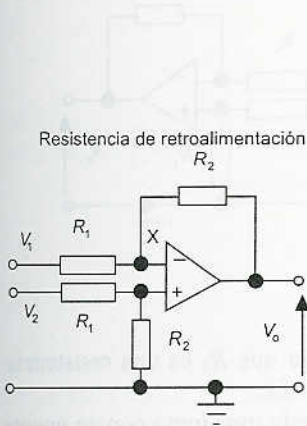 Resistencia de retroalimentación
R₂
V₁
R₁
X
−
V₂
+
R₁
R₂
Vₒ